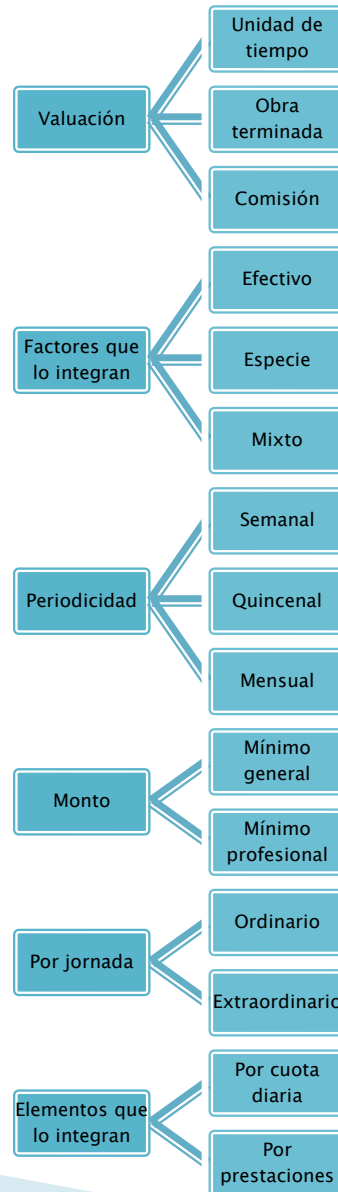 Valuación
Unidad de
tiempo
Obra
terminada
Comisión
Factores que
lo integran
Efectivo
Especie
Mixto
Periodicidad
Semanal
Quincenal
Mensual
Monto
Mínimo
general
Mínimo
profesional
Por jornada
Ordinario
Extraordinario
Elementos que
lo integran
Por cuota
diaria
Por
prestaciones